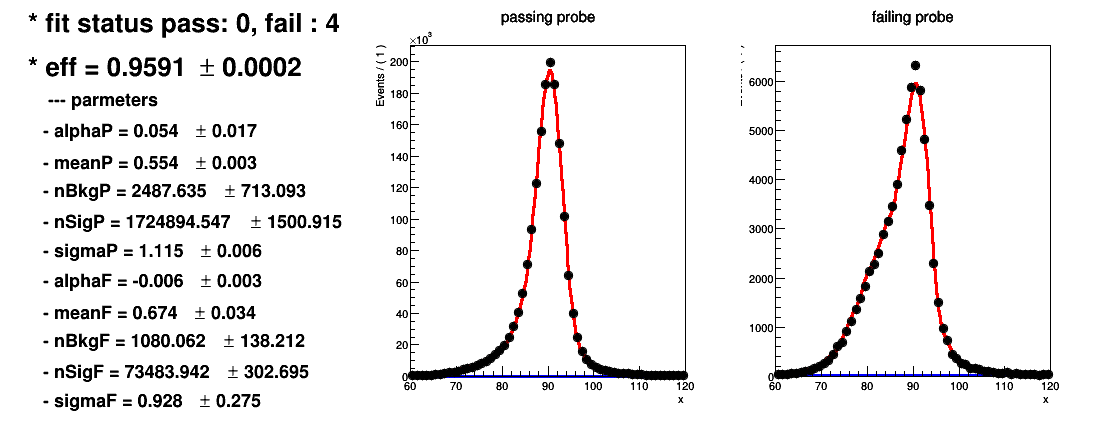 * fit status pass: 0, fail : 4
* eff = 0.9591 ± 0.0002
--- parmeters
- alphaP = 0.054 ± 0.017
- meanP = 0.554 ± 0.003
- nBkgP = 2487.635 ± 713.093
- nSigP = 1724894.547 ± 1500.915
- sigmaP = 1.115 ± 0.006
- alphaF = -0.006 ± 0.003
- meanF = 0.674 ± 0.034
- nBkgF = 1080.062 ± 138.212
- nSigF = 73483.942 ± 302.695
- sigmaF = 0.928 ± 0.275
passing probe
×10³
Events / ( 1 )
200
180
160
140
120
100
80
60
40
20
0
60 70 80 90 100 110 120
x
failing probe
6000
5000
4000
3000
2000
1000
0
60 70 80 90 100 110 120
x